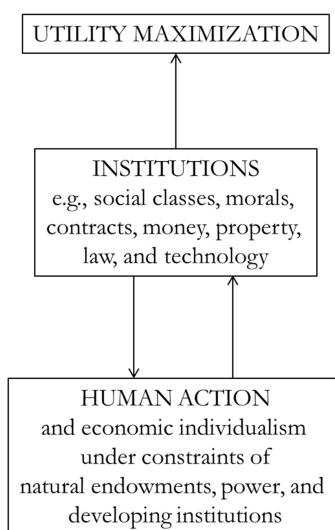 UTILITY MAXIMIZATION
INSTITUTIONS
e.g., social classes, morals,
contracts, money, property,
law, and technology
HUMAN ACTION
and economic individualism
under constraints of
natural endowments, power, and
developing institutions